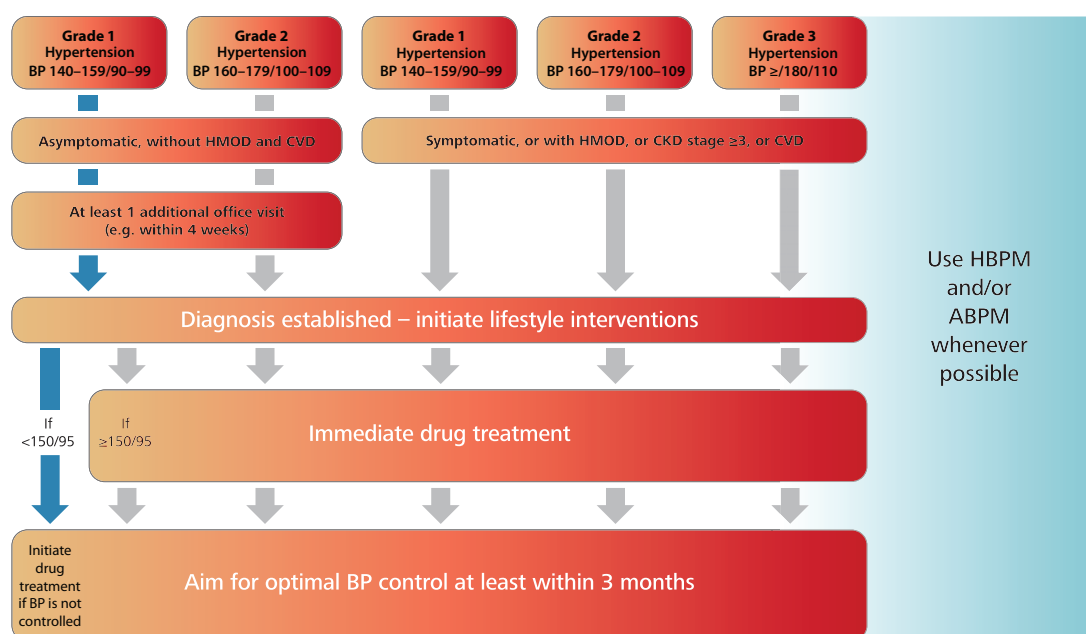 Grade 1
Hypertension
BP 140–159/90–99
Grade 2
Hypertension
BP 160–179/100–109
Grade 1
Hypertension
BP 140–159/90–99
Grade 2
Hypertension
BP 160–179/100–109
Grade 3
Hypertension
BP ≥/180/110
Asymptomatic, without HMOD and CVD
Symptomatic, or with HMOD, or CKD stage ≥3, or CVD
At least 1 additional office visit
(e.g. within 4 weeks)
Use HBPM
and/or
ABPM
whenever
possible
Diagnosis established – initiate lifestyle interventions
If
<150/95
If
≥150/95
Immediate drug treatment
Initiate
drug
treatment
if BP is not
controlled
Aim for optimal BP control at least within 3 months